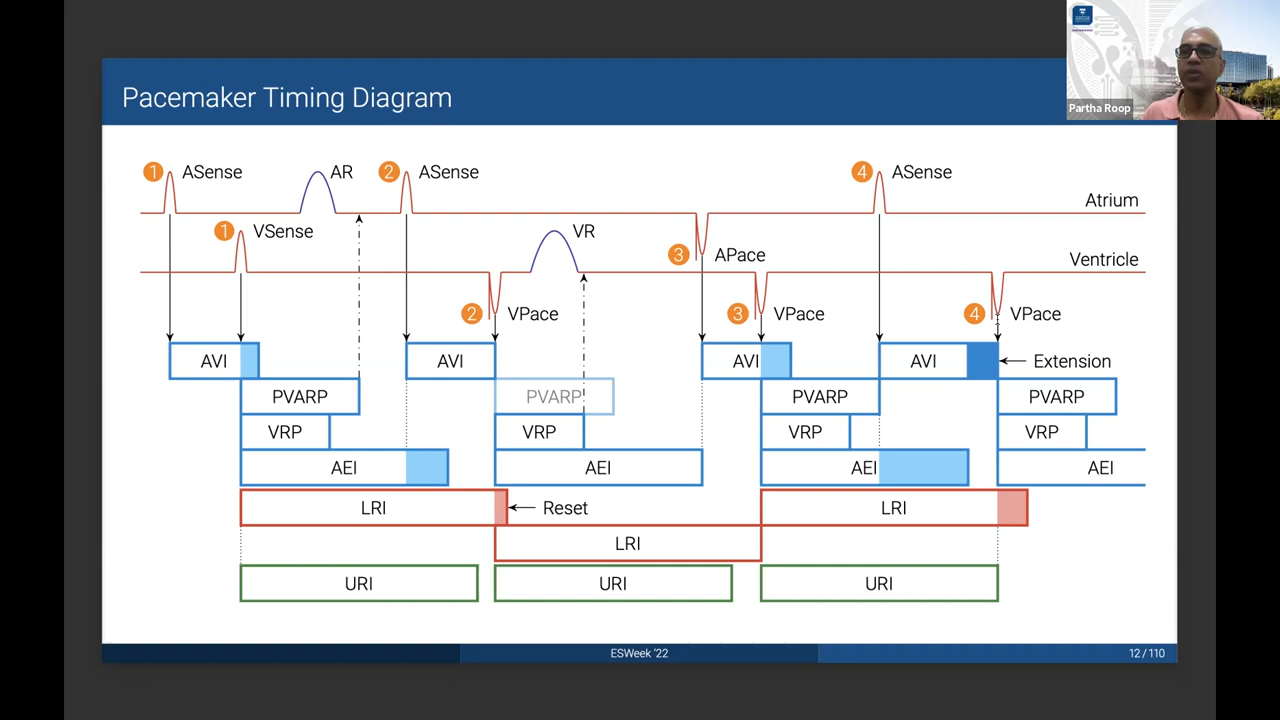 Partha Roop
Pacemaker Timing Diagram
1 ASense AR 2 ASense 4 ASense
Atrium
1 VSense VR
3 APace
Ventricle
2 VPace 3 VPace 4 VPace
AVI AVI AVI AVI Extension
PVARP PVARP PVARP PVARP
VRP VRP VRP VRP
AEI AEI AEI AEI
LRI Reset LRI
LRI
URI URI URI
ESWeek '22 12 / 110